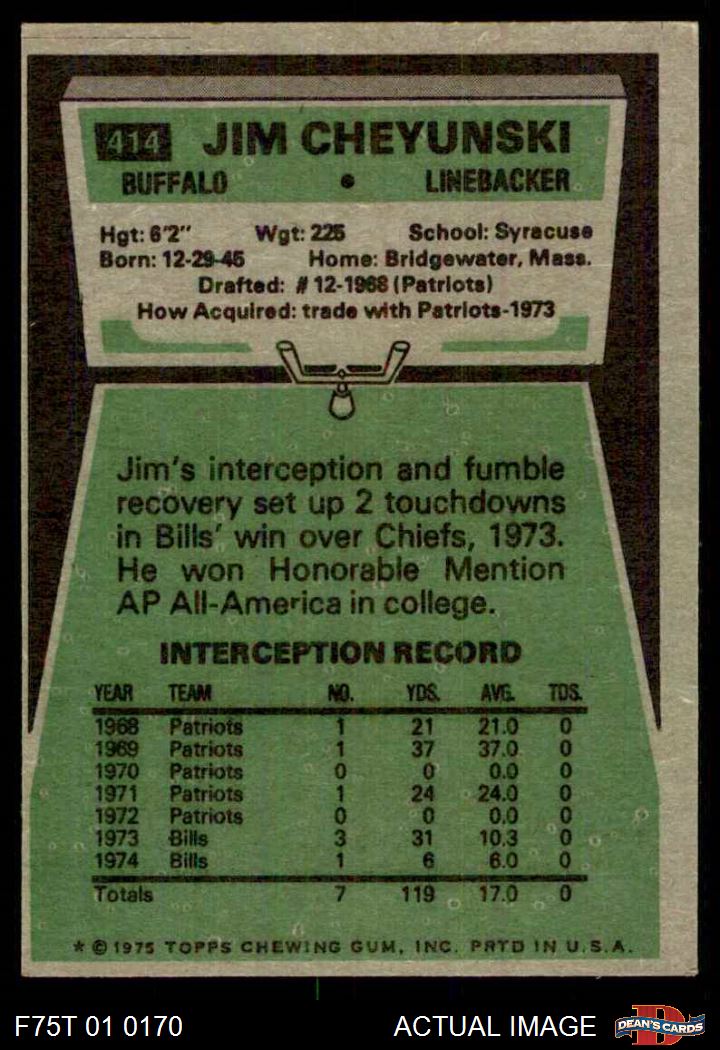 414 JIM CHEYUNSKI
BUFFALO • LINEBACKER
Hgt: 6'2" Wgt: 225 School: Syracuse
Born: 12-29-45 Home: Bridgewater, Mass.
Drafted: #12-1968 (Patriots)
How Acquired: trade with Patriots-1973
Jim's interception and fumble
recovery set up 2 touchdowns
in Bills' win over Chiefs, 1973.
He won Honorable Mention
AP All-America in college.
INTERCEPTION RECORD
YEAR TEAM NO. YDS. AVG. TDS.
1968 Patriots 1 21 21.0 0
1969 Patriots 1 37 37.0 0
1970 Patriots 0 0 0.0 0
1971 Patriots 1 24 24.0 0
1972 Patriots 0 0 0.0 0
1973 Bills 3 31 10.3 0
1974 Bills 1 6 6.0 0
Totals 7 119 17.0 0
* © 1975 TOPPS CHEWING GUM, INC. PRTD IN U.S.A.
F75T 01 0170 ACTUAL IMAGE DEAN'S CARDS